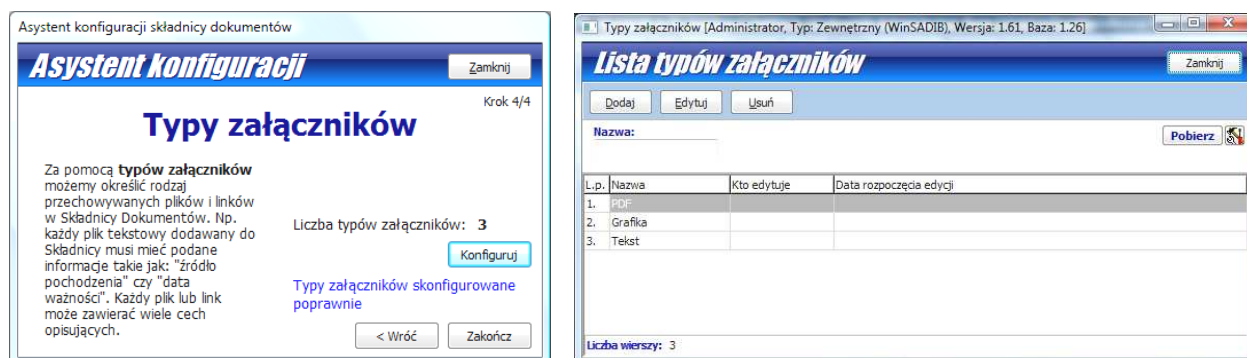 Asystent konfiguracji składnicy dokumentów
Asystent konfiguracji
Zamknij
Krok 4/4
Typy załączników
Za pomocą typów załączników
możemy określić rodzaj
przechowywanych plików i linków
w Składnicy Dokumentów. Np.
każdy plik tekstowy dodawany do
Składnicy musi mieć podane
informacje takie jak: "źródło
pochodzenia" czy "data
ważności". Każdy plik lub link
może zawierać wiele cech
opisujących.
Liczba typów załączników: 3
Konfiguruj
Typy załączników skonfigurowane
poprawnie
< Wróć Zakończ
Typy załączników [Administrator, Typ: Zewnętrzny (WinSADIB), Wersja: 1.61, Baza: 1.26]
Lista typów załączników
Zamknij
Dodaj Edytuj Usuń
Nazwa:
Pobierz
L.p. Nazwa Kto edytuje Data rozpoczęcia edycji
1. PDF
2. Grafika
3. Tekst
Liczba wierszy: 3